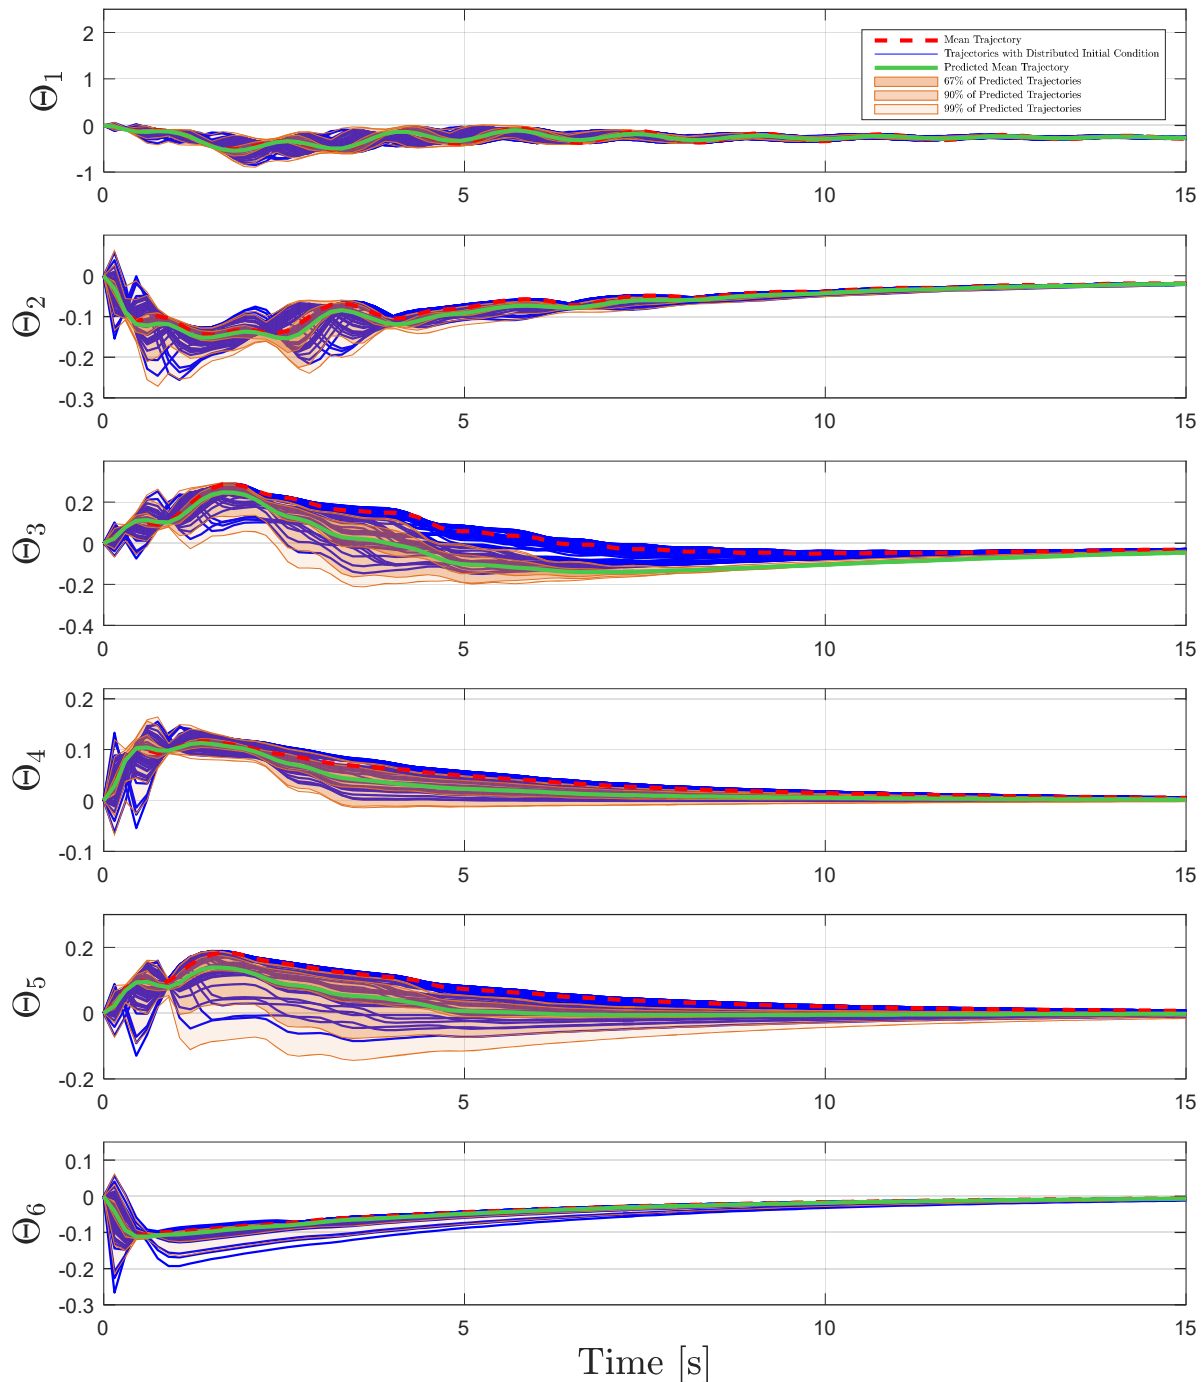 Θ1
2
1
0
-1
Mean Trajectory
Trajectories with Distributed Initial Condition
Predicted Mean Trajectory
67% of Predicted Trajectories
90% of Predicted Trajectories
99% of Predicted Trajectories
0 5 10 15
Θ2
0
-0.1
-0.2
-0.3
0 5 10 15
Θ3
0.2
0
-0.2
-0.4
0 5 10 15
Θ4
0.2
0.1
0
-0.1
0 5 10 15
Θ5
0.2
0
-0.2
0 5 10 15
Θ6
0.1
0
-0.1
-0.2
-0.3
0 5 10 15
Time [s]